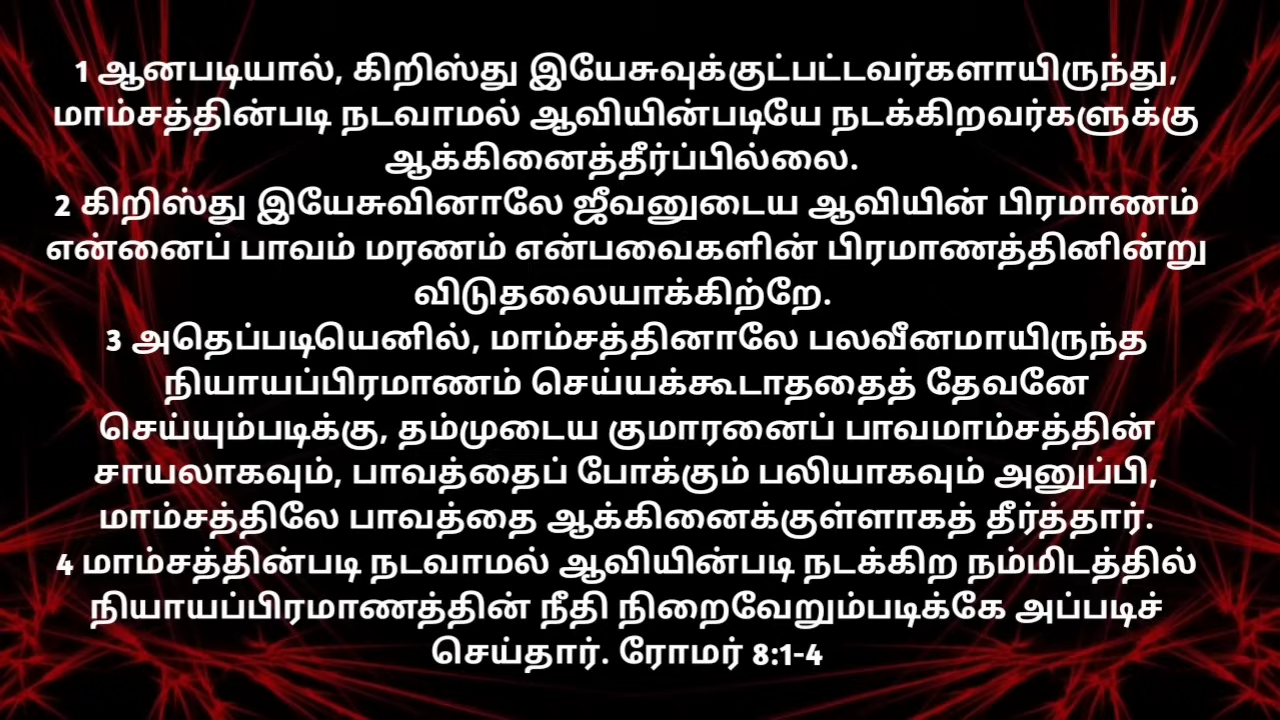 1 ஆனபடியால், கிறிஸ்து இயேசுவுக்குட்பட்டவர்களாயிருந்து,
மாம்சத்தின்படி நடவாமல் ஆவியின்படியே நடக்கிறவர்களுக்கு
ஆக்கினைத்தீர்ப்பில்லை.
2 கிறிஸ்து இயேசுவினாலே ஜீவனுடைய ஆவியின் பிரமாணம்
என்னைப் பாவம் மரணம் என்பவைகளின் பிரமாணத்தினின்று
விடுதலையாக்கிற்றே.
3 அதெப்படியெனில், மாம்சத்தினாலே பலவீனமாயிருந்த
நியாயப்பிரமாணம் செய்யக்கூடாததைத் தேவனே
செய்யும்படிக்கு, தம்முடைய குமாரனைப் பாவமாம்சத்தின்
சாயலாகவும், பாவத்தைப் போக்கும் பலியாகவும் அனுப்பி,
மாம்சத்திலே பாவத்தை ஆக்கினைக்குள்ளாகத் தீர்த்தார்.
4 மாம்சத்தின்படி நடவாமல் ஆவியின்படி நடக்கிற நம்மிடத்தில்
நியாயப்பிரமாணத்தின் நீதி நிறைவேறும்படிக்கே அப்படிச்
செய்தார். ரோமர் 8:1-4